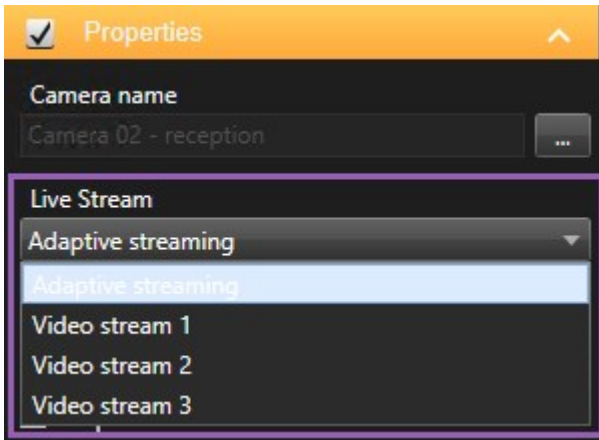 Properties
Camera name
Camera 02 - reception
...
Live Stream
Adaptive streaming
Adaptive streaming
Video stream 1
Video stream 2
Video stream 3